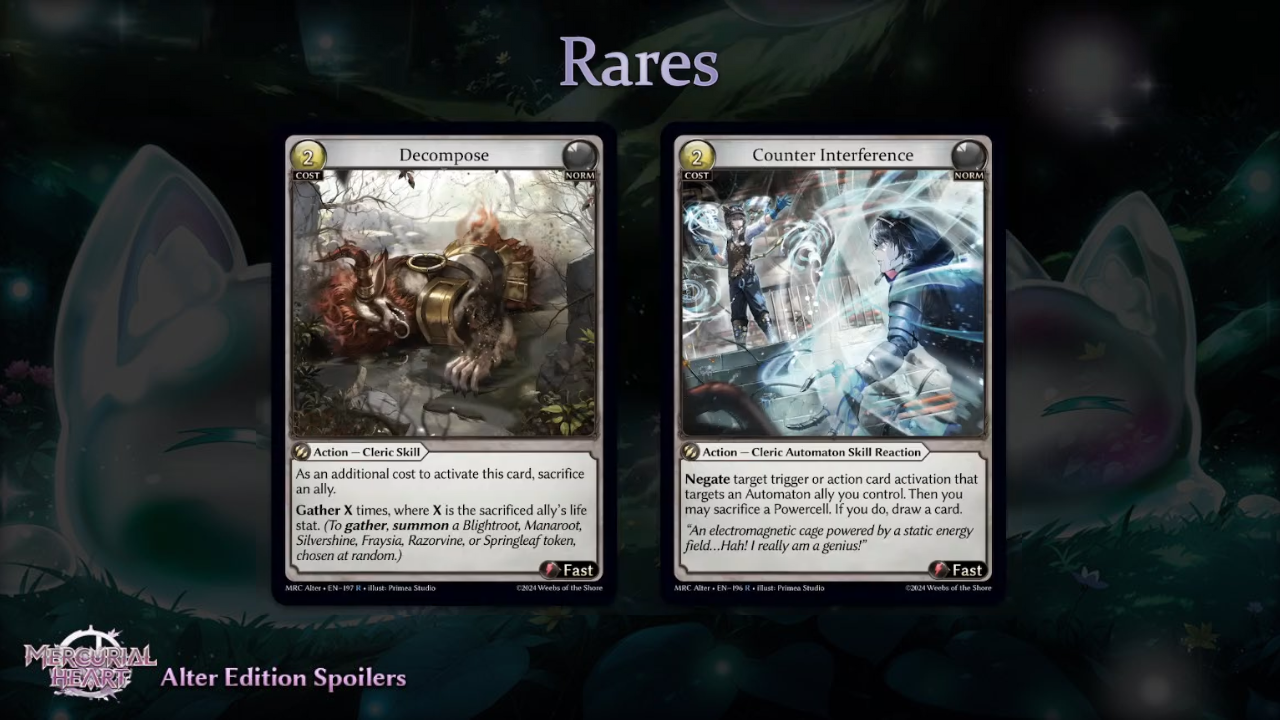 Rares
2
COST
Decompose
NORM
Action — Cleric Skill
As an additional cost to activate this card, sacrifice
an ally.
Gather X times, where X is the sacrificed ally's life
stat. (To gather, summon a Blightroot, Manaroot,
Silvershine, Fraysia, Razorvine, or Springleaf token,
chosen at random.)
Fast
MRC Alter • EN-197 R • Illust: Primea Studio
©2024 Weebs of the Shore
2
COST
Counter Interference
NORM
Action — Cleric Automaton Skill Reaction
Negate target trigger or action card activation that
targets an Automaton ally you control. Then you
may sacrifice a Powercell. If you do, draw a card.
“An electromagnetic cage powered by a static energy
field...Hah! I really am a genius!”
Fast
MRC Alter • EN-196 R • Illust: Primea Studio
©2024 Weebs of the Shore
MERCURIAL
HEART
Alter Edition Spoilers